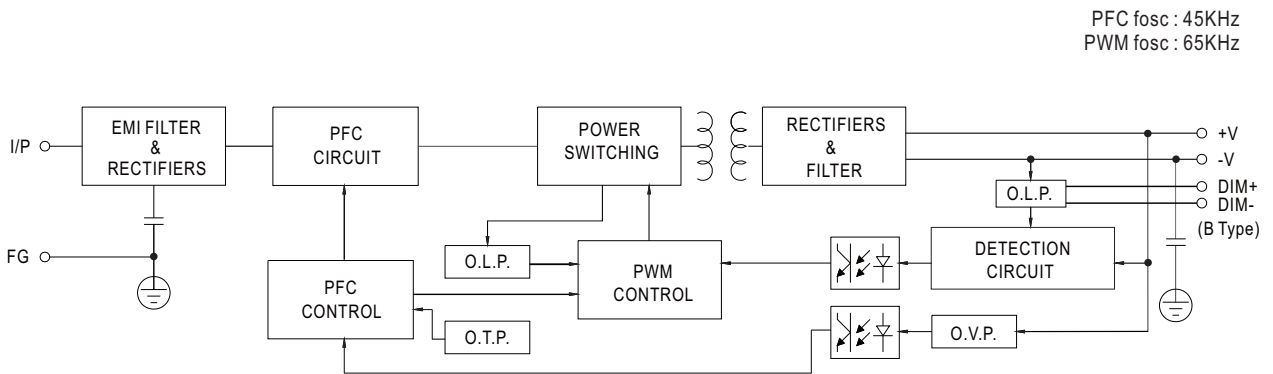 PFC fosc : 45KHz
PWM fosc : 65KHz
I/P
EMI FILTER
&
RECTIFIERS
PFC
CIRCUIT
POWER
SWITCHING
RECTIFIERS
&
FILTER
+V
-V
DIM+
DIM-
(B Type)
O.L.P.
FG
O.L.P.
PWM
CONTROL
DETECTION
CIRCUIT
PFC
CONTROL
O.T.P.
O.V.P.